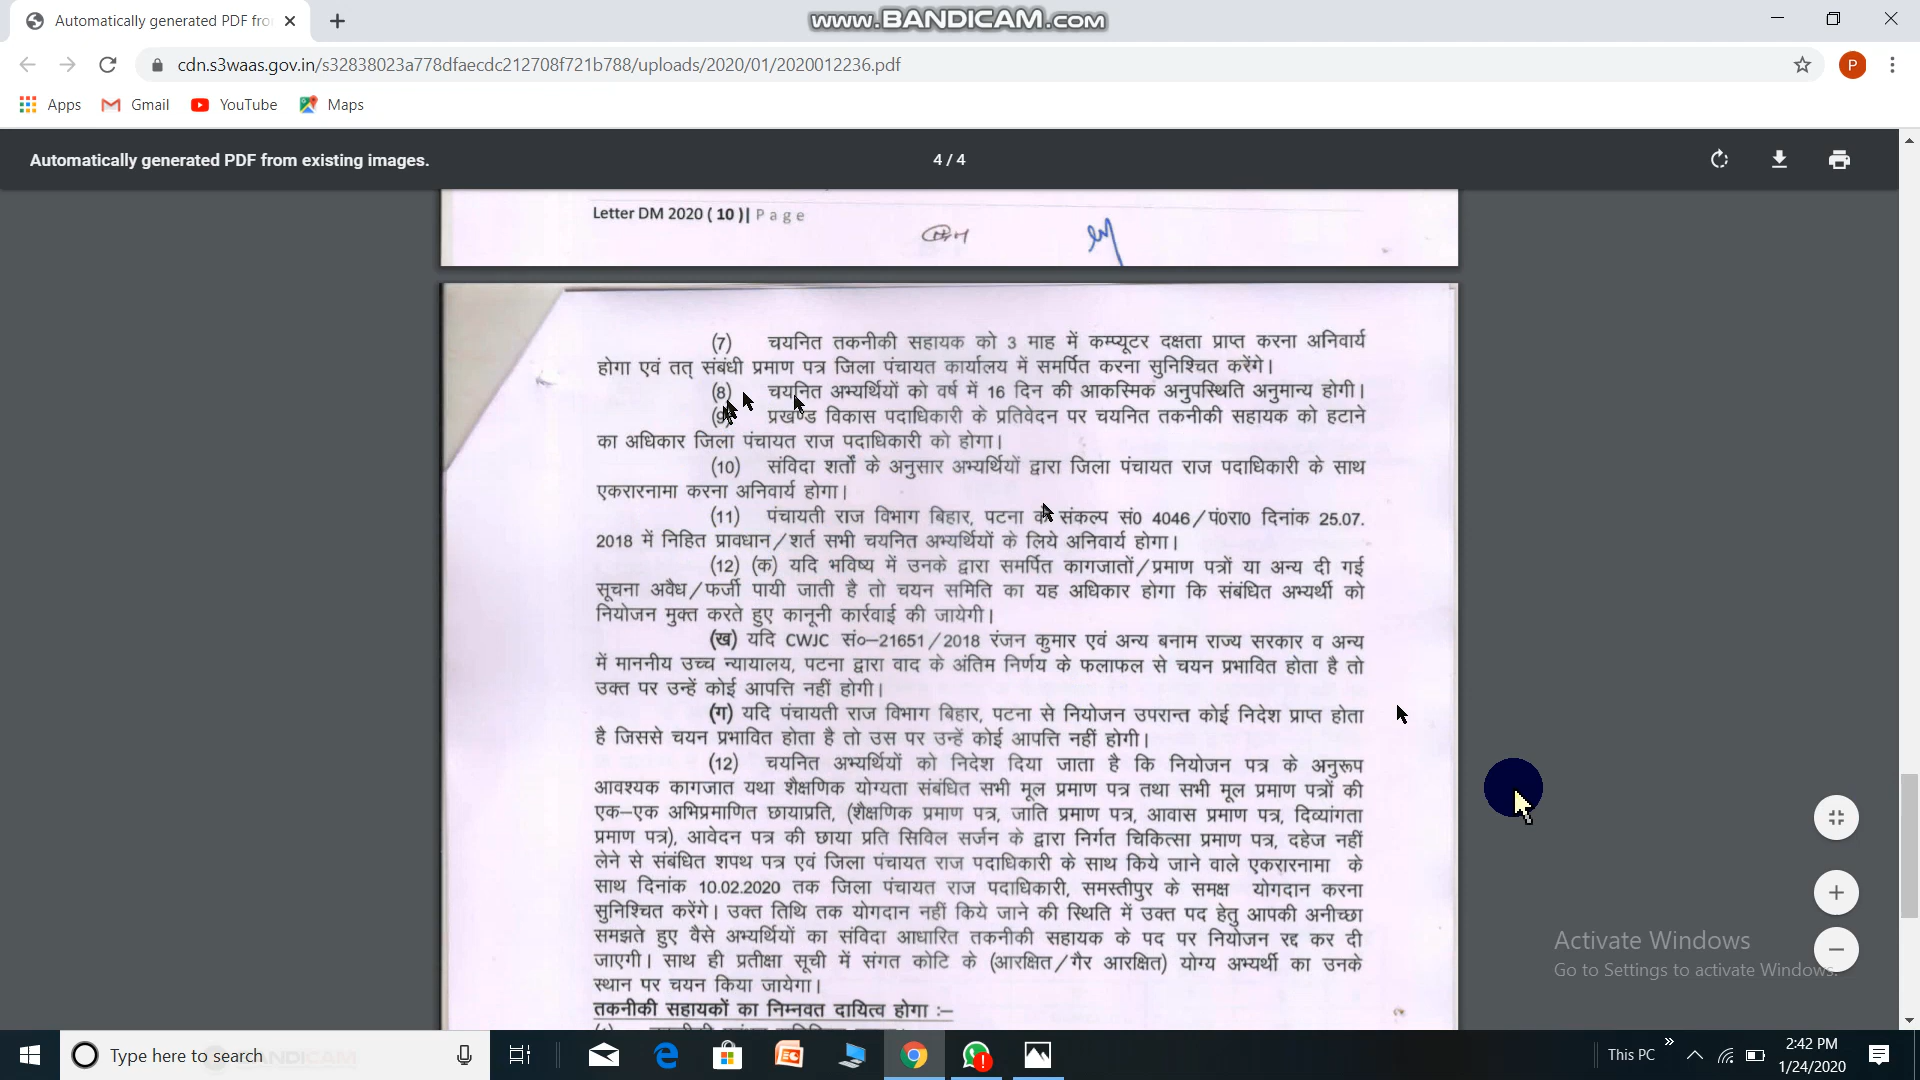 Automatically generated PDF fro
www.BANDICAM.com
cdn.s3waas.gov.in/s32838023a778dfaecdc212708f721b788/uploads/2020/01/2020012236.pdf
P
Apps Gmail YouTube Maps
Automatically generated PDF from existing images.
4 / 4
Letter DM 2020 ( 10 )| P a g e
(7) चयनित तकनीकी सहायक को 3 माह में कम्प्यूटर दक्षता प्राप्त करना अनिवार्य
होगा एवं तत् संबंधी प्रमाण पत्र जिला पंचायत कार्यालय में समर्पित करना सुनिश्चित करेंगे।
(8) चयनित अभ्यर्थियों को वर्ष में 16 दिन की आकस्मिक अनुपस्थिति अनुमान्य होगी।
(9) प्रखण्ड विकास पदाधिकारी के प्रतिवेदन पर चयनित तकनीकी सहायक को हटाने
का अधिकार जिला पंचायत राज पदाधिकारी को होगा।
(10) संविदा शर्तों के अनुसार अभ्यर्थियों द्वारा जिला पंचायत राज पदाधिकारी के साथ
एकरारनामा करना अनिवार्य होगा।
(11) पंचायती राज विभाग बिहार, पटना के संकल्प सं0 4046/पं0रा0 दिनांक 25.07.
2018 में निहित प्रावधान/शर्त सभी चयनित अभ्यर्थियों के लिये अनिवार्य होगा।
(12) (क) यदि भविष्य में उनके द्वारा समर्पित कागजातों/प्रमाण पत्रों या अन्य दी गई
सूचना अवैध/फर्जी पायी जाती है तो चयन समिति का यह अधिकार होगा कि संबंधित अभ्यर्थी को
नियोजन मुक्त करते हुए कानूनी कार्रवाई की जायेगी।
(ख) यदि CWJC सं०–21651/2018 रंजन कुमार एवं अन्य बनाम राज्य सरकार व अन्य
में माननीय उच्च न्यायालय, पटना द्वारा वाद के अंतिम निर्णय के फलाफल से चयन प्रभावित होता है तो
उक्त पर उन्हें कोई आपत्ति नहीं होगी।
(ग) यदि पंचायती राज विभाग बिहार, पटना से नियोजन उपरान्त कोई निदेश प्राप्त होता
है जिससे चयन प्रभावित होता है तो उस पर उन्हें कोई आपत्ति नहीं होगी।
(12) चयनित अभ्यर्थियों को निदेश दिया जाता है कि नियोजन पत्र के अनुरूप
आवश्यक कागजात यथा शैक्षणिक योग्यता संबंधित सभी मूल प्रमाण पत्र तथा सभी मूल प्रमाण पत्रों की
एक–एक अभिप्रमाणित छायाप्रति, (शैक्षणिक प्रमाण पत्र, जाति प्रमाण पत्र, आवास प्रमाण पत्र, दिव्यांगता
प्रमाण पत्र), आवेदन पत्र की छाया प्रति सिविल सर्जन के द्वारा निर्गत चिकित्सा प्रमाण पत्र, दहेज नहीं
लेने से संबंधित शपथ पत्र एवं जिला पंचायत राज पदाधिकारी के साथ किये जाने वाले एकरारनामा के
साथ दिनांक 10.02.2020 तक जिला पंचायत राज पदाधिकारी, समस्तीपुर के समक्ष योगदान करना
सुनिश्चित करेंगे। उक्त तिथि तक योगदान नहीं किये जाने की स्थिति में उक्त पद हेतु आपकी अनीच्छा
समझते हुए वैसे अभ्यर्थियों का संविदा आधारित तकनीकी सहायक के पद पर नियोजन रद्द कर दी
जाएगी। साथ ही प्रतीक्षा सूची में संगत कोटि के (आरक्षित/गैर आरक्षित) योग्य अभ्यर्थी का उनके
स्थान पर चयन किया जायेगा।
तकनीकी सहायकों का निम्नवत दायित्व होगा :–
Activate Windows
Go to Settings to activate Windows.
Type here to search
This PC
2:42 PM
1/24/2020